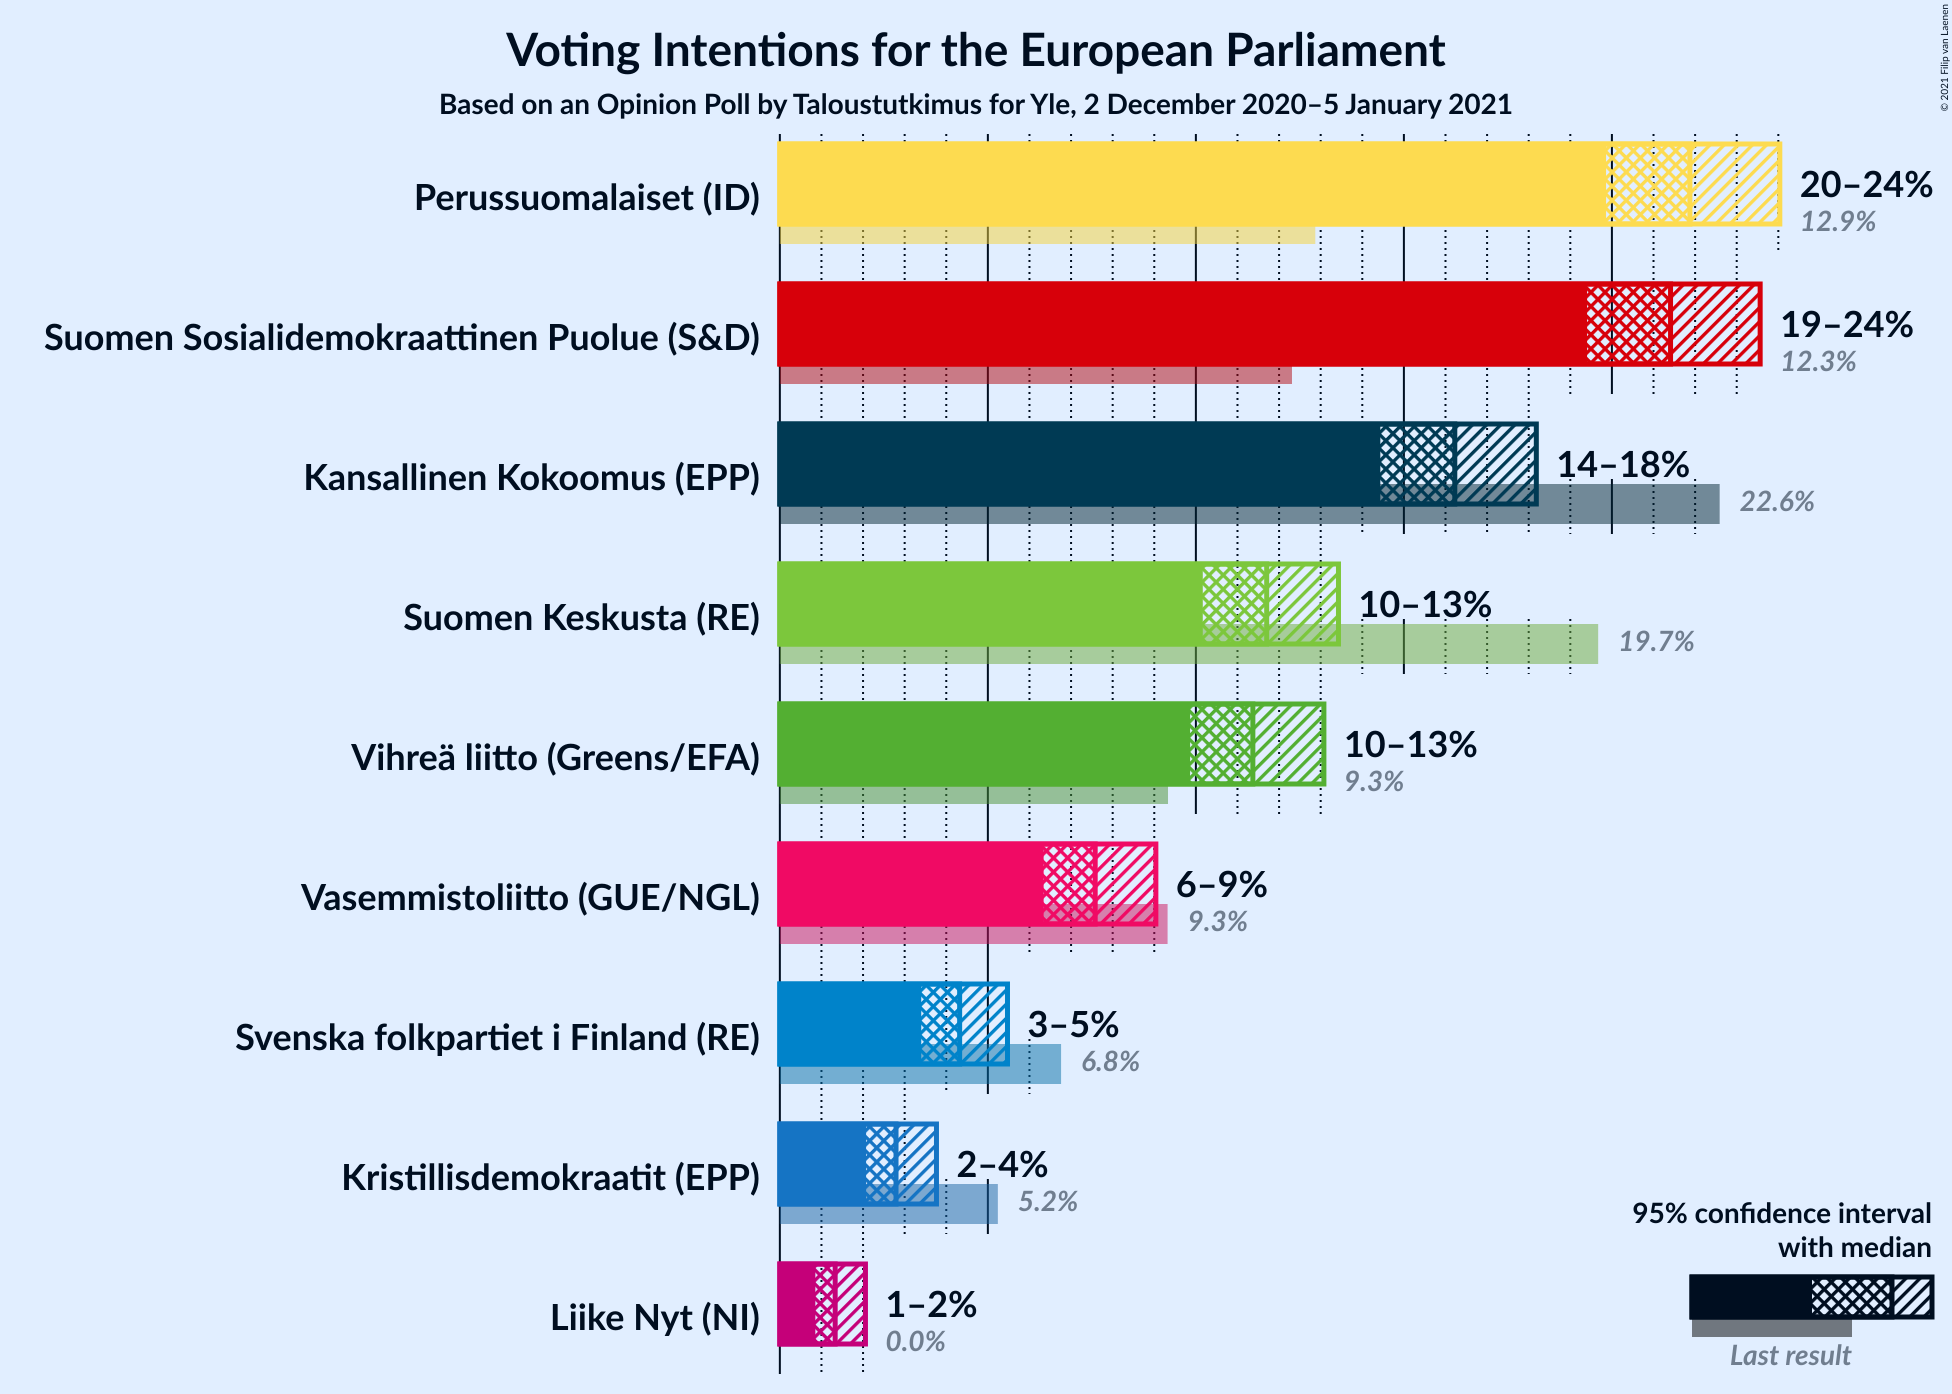 Voting Intentions for the European Parliament
Based on an Opinion Poll by Taloustutkimus for Yle, 2 December 2020–5 January 2021
© 2021 Filip van Laenen
Perussuomalaiset (ID)
20–24%
12.9%
Suomen Sosialidemokraattinen Puolue (S&D)
19–24%
12.3%
Kansallinen Kokoomus (EPP)
14–18%
22.6%
Suomen Keskusta (RE)
10–13%
19.7%
Vihreä liitto (Greens/EFA)
10–13%
9.3%
Vasemmistoliitto (GUE/NGL)
6–9%
9.3%
Svenska folkpartiet i Finland (RE)
3–5%
6.8%
Kristillisdemokraatit (EPP)
2–4%
5.2%
Liike Nyt (NI)
1–2%
0.0%
95% confidence interval
with median
Last result